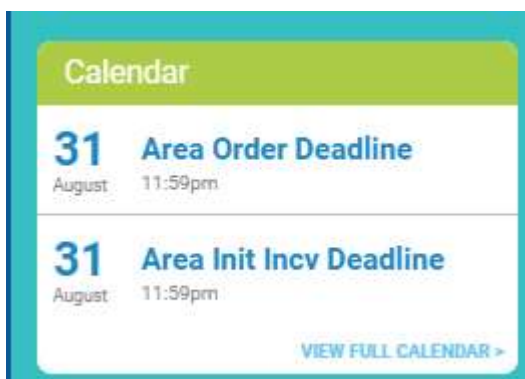 Calendar
31 Area Order Deadline
August 11:59pm
31 Area Init Incv Deadline
August 11:59pm
VIEW FULL CALENDAR >